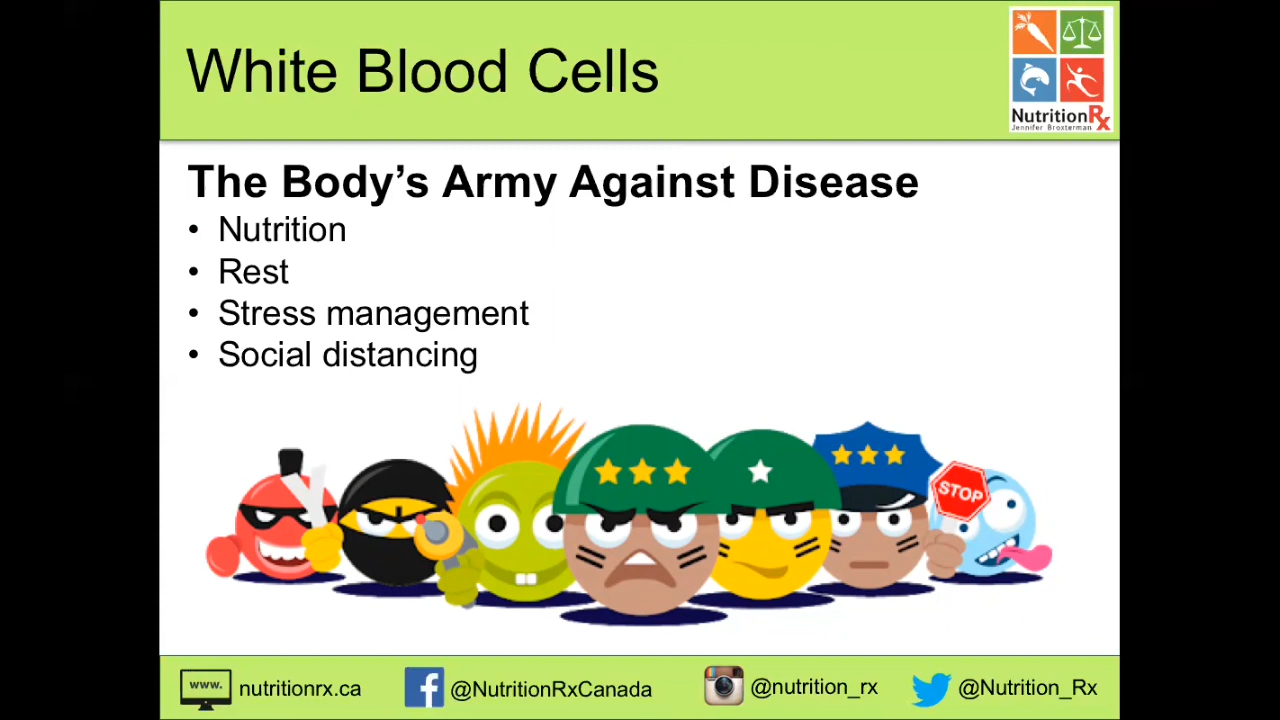 White Blood Cells
NutritionRx
Jennifer Broxterman
The Body’s Army Against Disease
• Nutrition
• Rest
• Stress management
• Social distancing
STOP
www.
nutritionrx.ca
@NutritionRxCanada
@nutrition_rx
@Nutrition_Rx